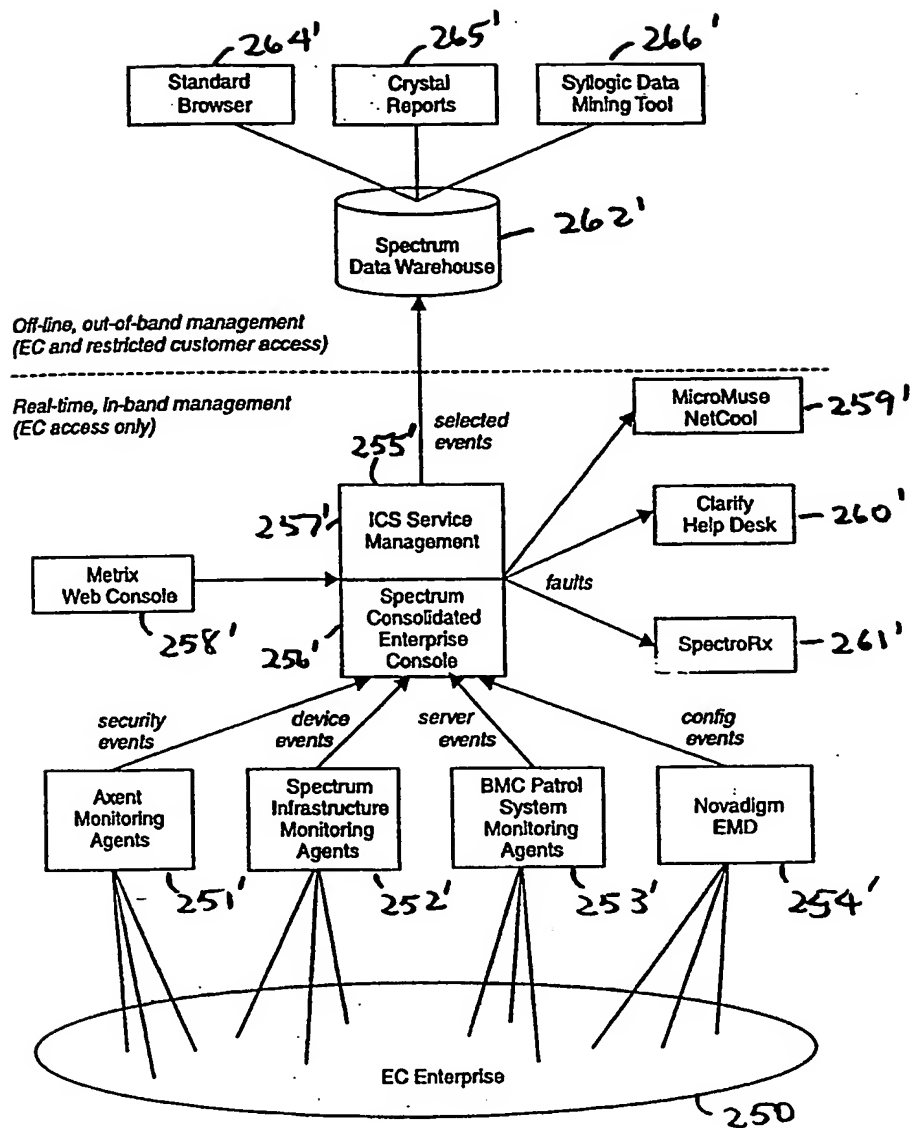 264'
265'
266'
Standard
Browser
Crystal
Reports
Syllogic Data
Mining Tool
262'
Spectrum
Data Warehouse
Off-line, out-of-band management
(EC and restricted customer access)
Real-time, In-band management
(EC access only)
selected
events
MicroMuse
NetCool
259'
255'
257'
ICS Service
Management
Clarify
Help Desk
260'
Metrix
Web Console
258'
faults
Spectrum
Consolidated
Enterprise
Console
256'
SpectroRx
261'
security
events
device
events
server
events
config
events
Axent
Monitoring
Agents
Spectrum
Infrastructure
Monitoring
Agents
BMC Patrol
System
Monitoring
Agents
Novadigm
EMD
251'
252'
253'
254'
EC Enterprise
250